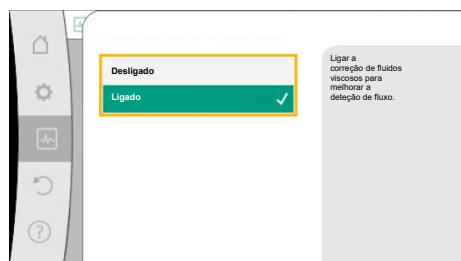 Desligado
Ligado
Ligar a
correção de fluidos
viscosos para
melhorar a
deteção de fluxo.